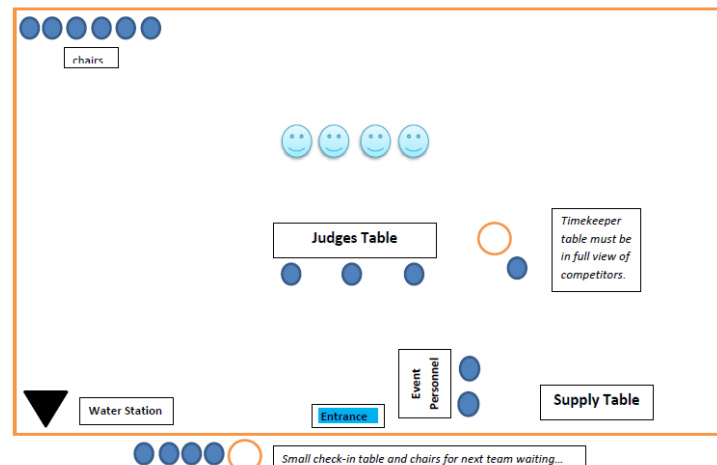 chairs
Judges Table
Timekeeper
table must be
in full view of
competitors.
Event
Personnel
Supply Table
Water Station
Entrance
Small check-in table and chairs for next team waiting...